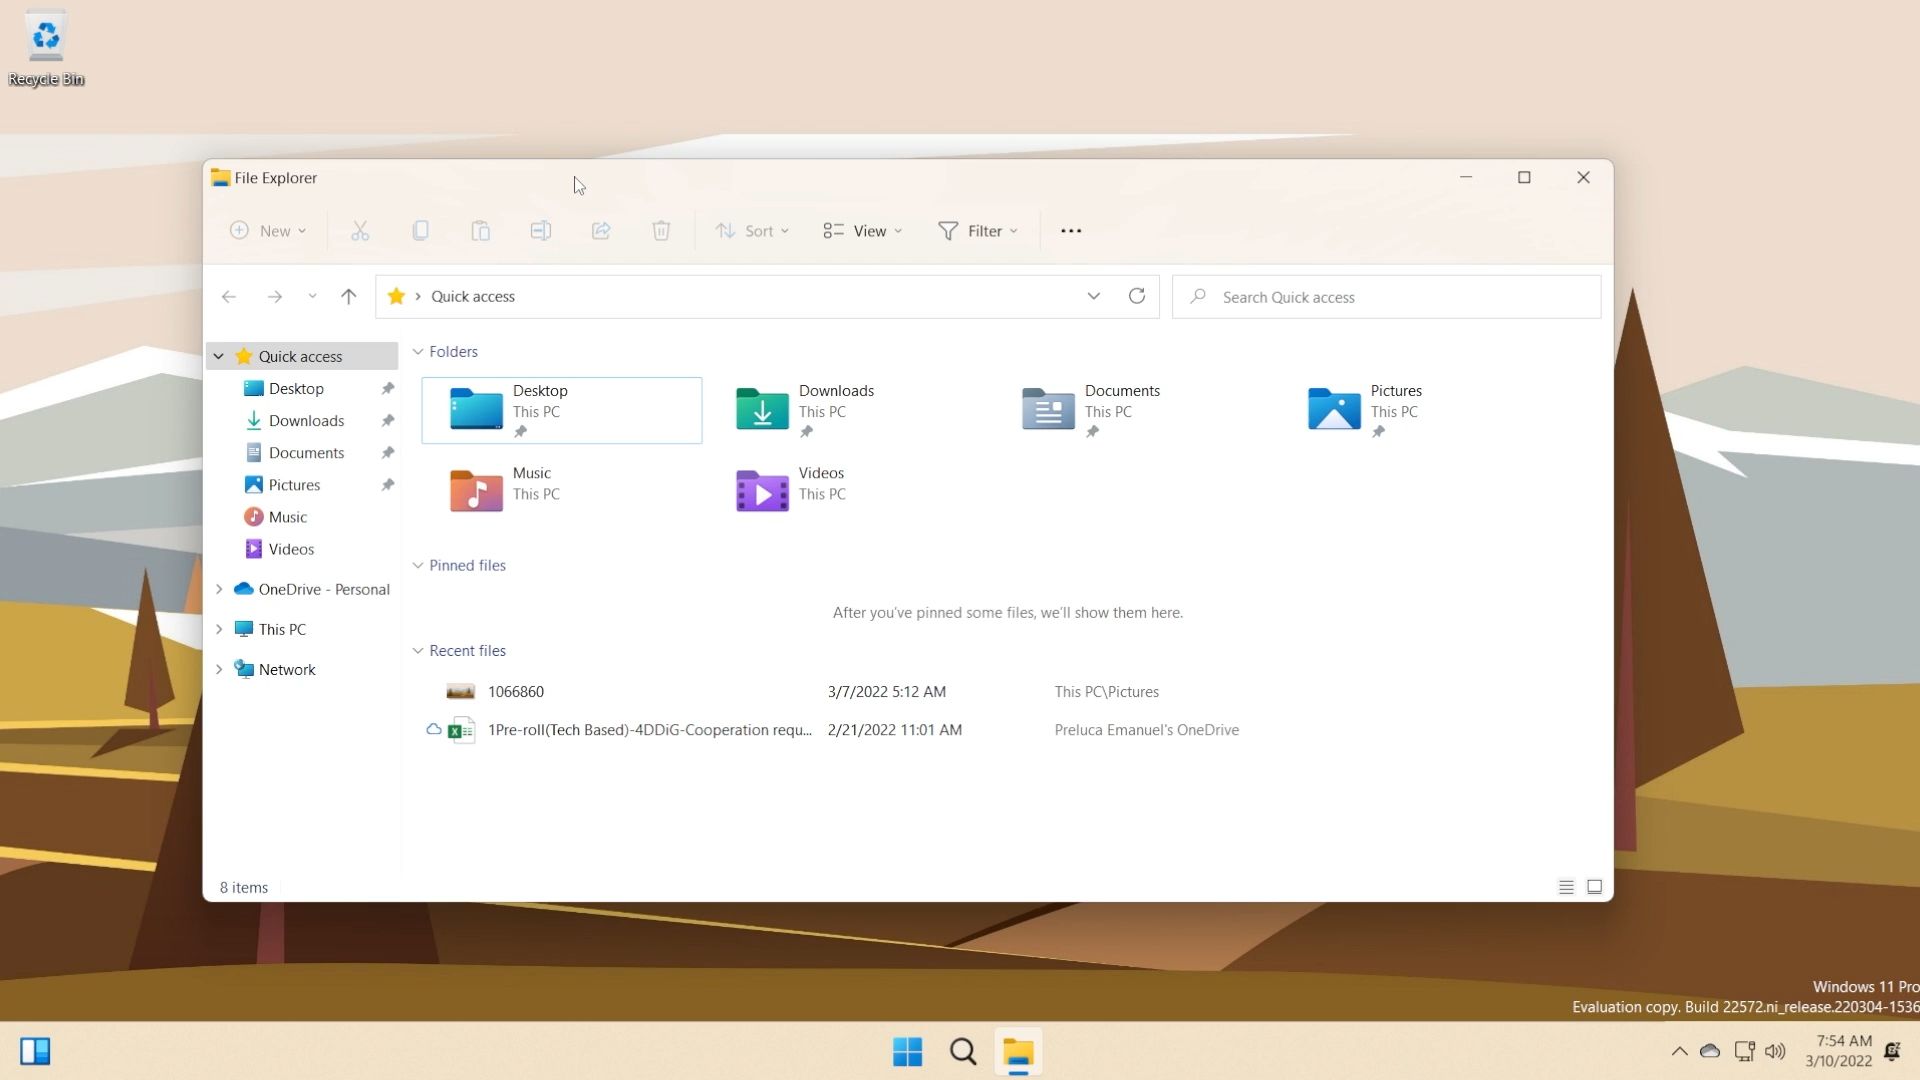 Recycle Bin
File Explorer
New
Sort
View
Filter
Quick access
Search Quick access
Quick access
Desktop
Downloads
Documents
Pictures
Music
Videos
OneDrive - Personal
This PC
Network
Folders
Desktop
This PC
Downloads
This PC
Documents
This PC
Pictures
This PC
Music
This PC
Videos
This PC
Pinned files
After you've pinned some files, we'll show them here.
Recent files
1066860 3/7/2022 5:12 AM This PC\Pictures
1Pre-roll(Tech Based)-4DDiG-Cooperation requ... 2/21/2022 11:01 AM Preluca Emanuel's OneDrive
8 items
Windows 11 Pro
Evaluation copy. Build 22572.ni_release.220304-1536
7:54 AM
3/10/2022